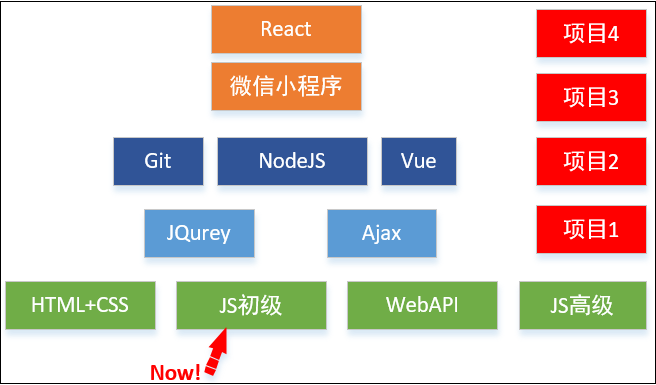 React
项目4
微信小程序
项目3
Git
NodeJS
Vue
项目2
JQurey
Ajax
项目1
HTML+CSS
JS初级
WebAPI
JS高级
Now!